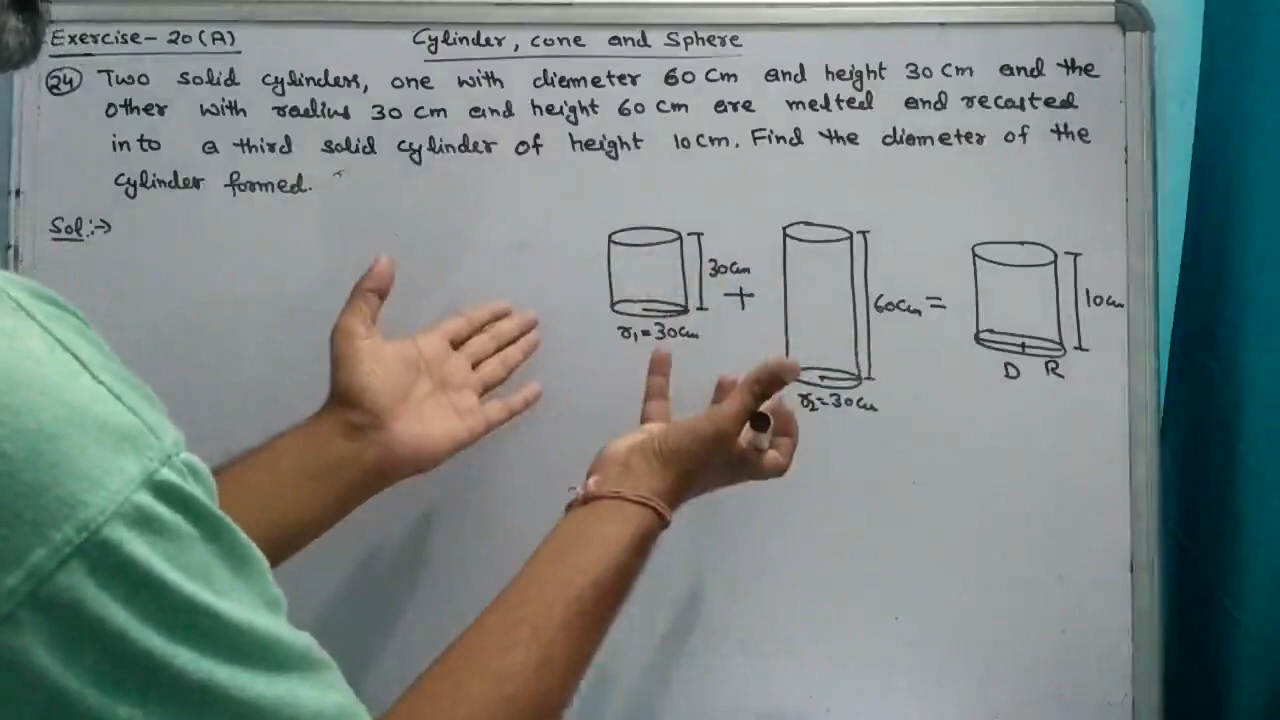 Exercise- 20(A)
Cylinder, cone and Sphere
24 Two solid cylinders, one with diameter 60 Cm and height 30 Cm and the
other with radius 30 cm and height 60 cm are melted and recasted
into a third solid cylinder of height 10 Cm. Find the diameter of the
cylinder formed.
Sol:→
30cm
+
60cm
=
10cm
r₁=30cm
r₂=30cm
D R